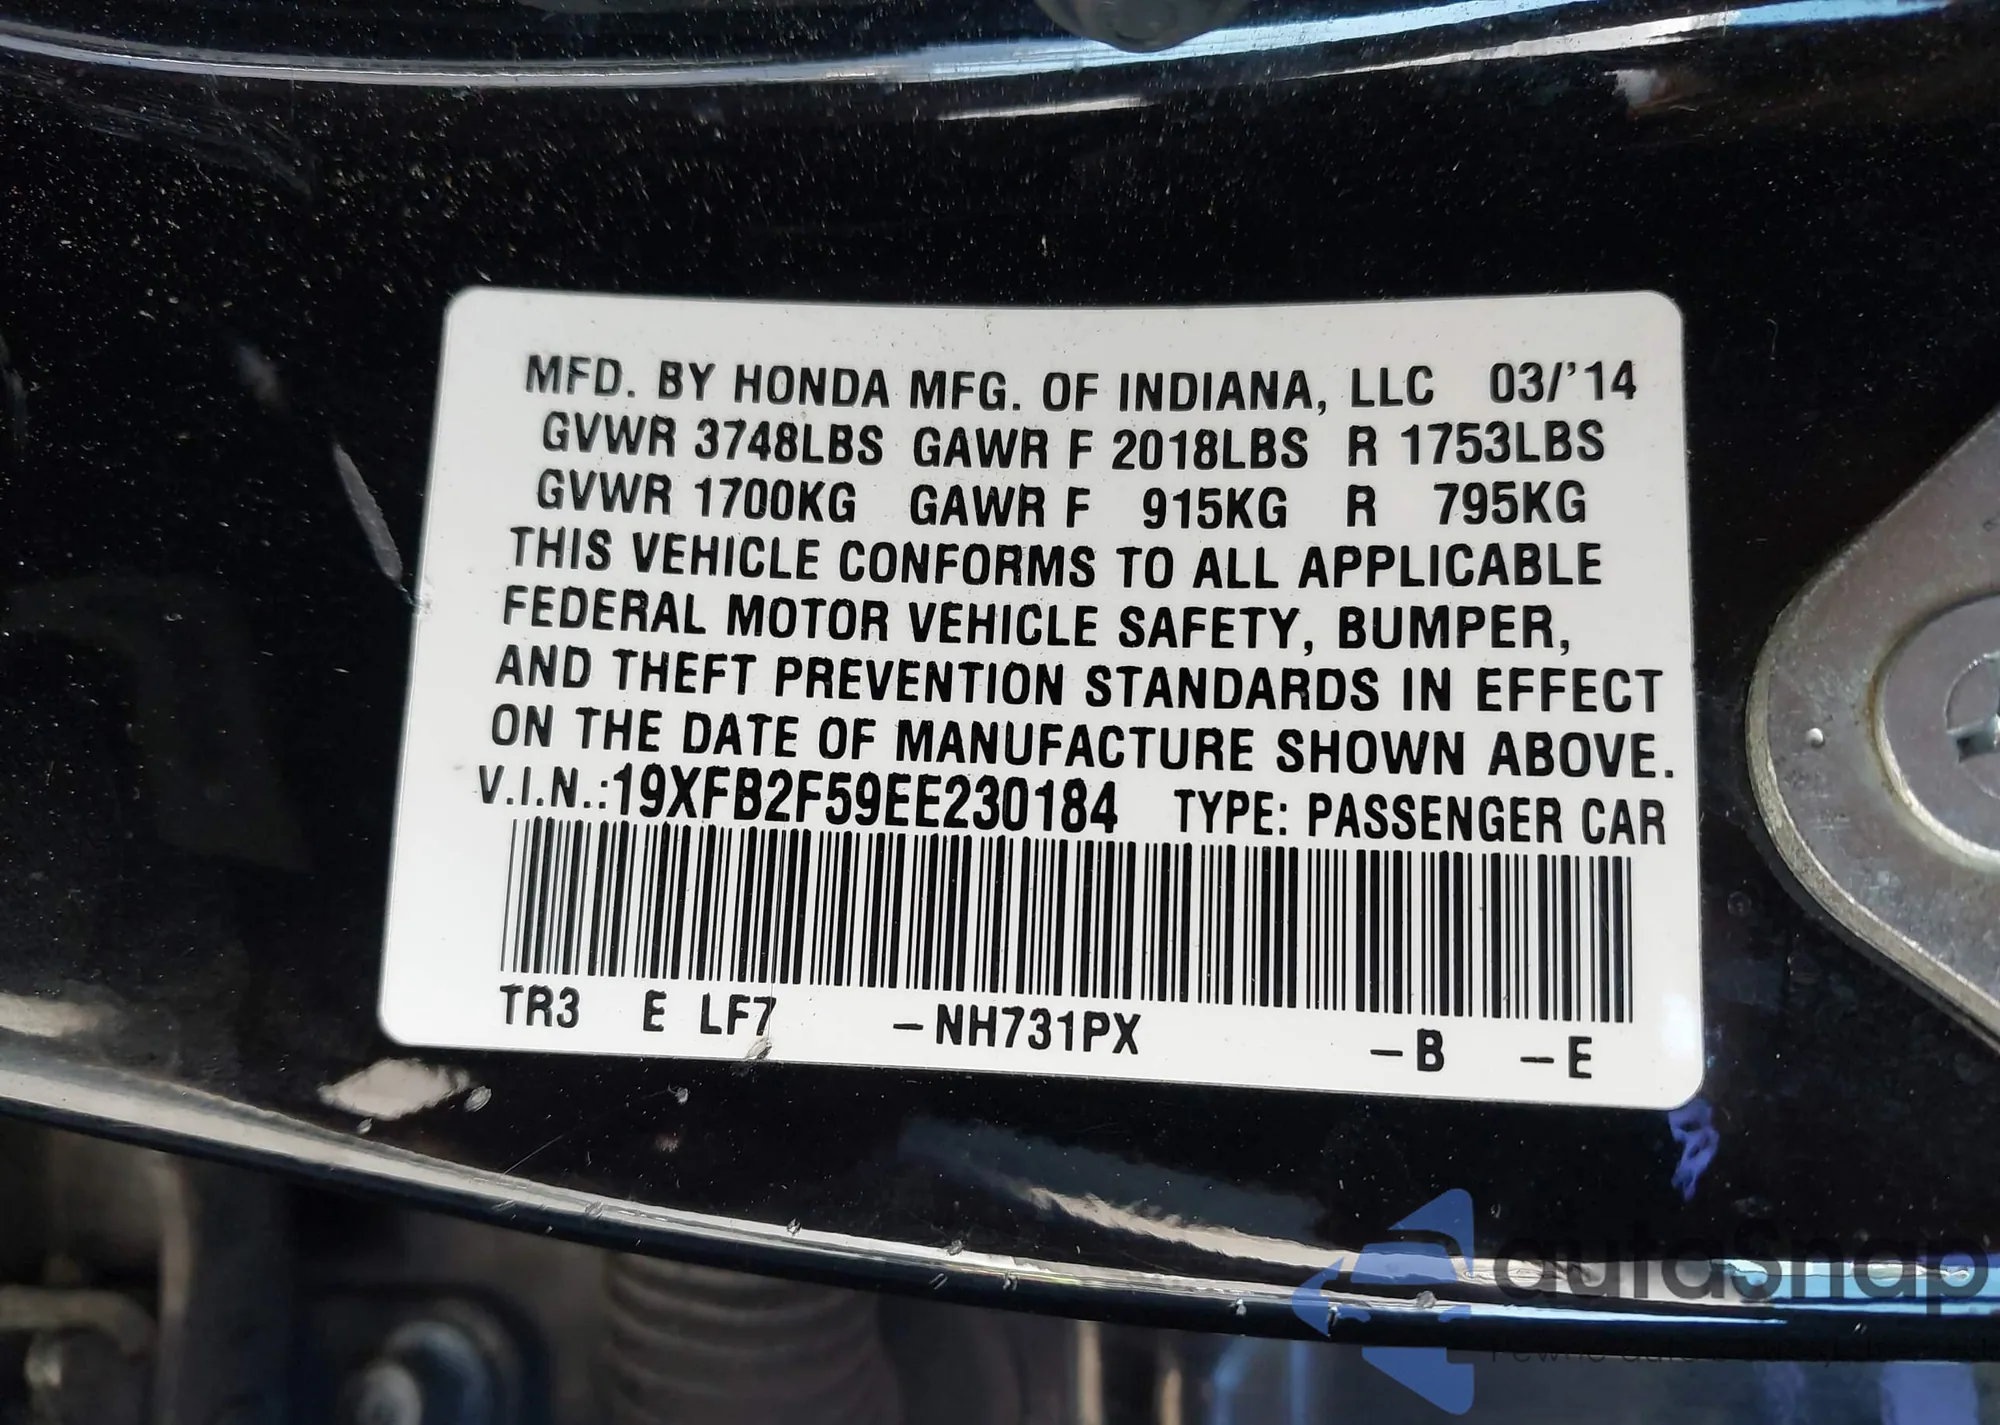 MFD. BY HONDA MFG. OF INDIANA, LLC 03/'14
GVWR 3748LBS GAWR F 2018LBS R 1753LBS
GVWR 1700KG GAWR F 915KG R 795KG
THIS VEHICLE CONFORMS TO ALL APPLICABLE
FEDERAL MOTOR VEHICLE SAFETY, BUMPER,
AND THEFT PREVENTION STANDARDS IN EFFECT
ON THE DATE OF MANUFACTURE SHOWN ABOVE.
V.I.N.:19XFB2F59EE230184 TYPE: PASSENGER CAR
TR3 E LF7 –NH731PX –B –E
autosnap